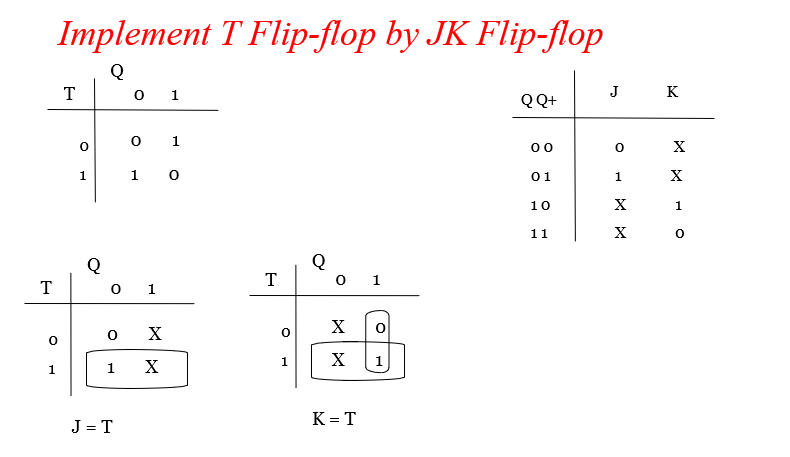 Implement T Flip-flop by JK Flip-flop
Q
T 0 1
0 0 1
1 1 0
Q Q+ J K
0 0 0 X
0 1 1 X
1 0 X 1
1 1 X 0
Q
T 0 1
0 0 X
1 1 X
J = T
Q
T 0 1
0 X 0
1 X 1
K = T